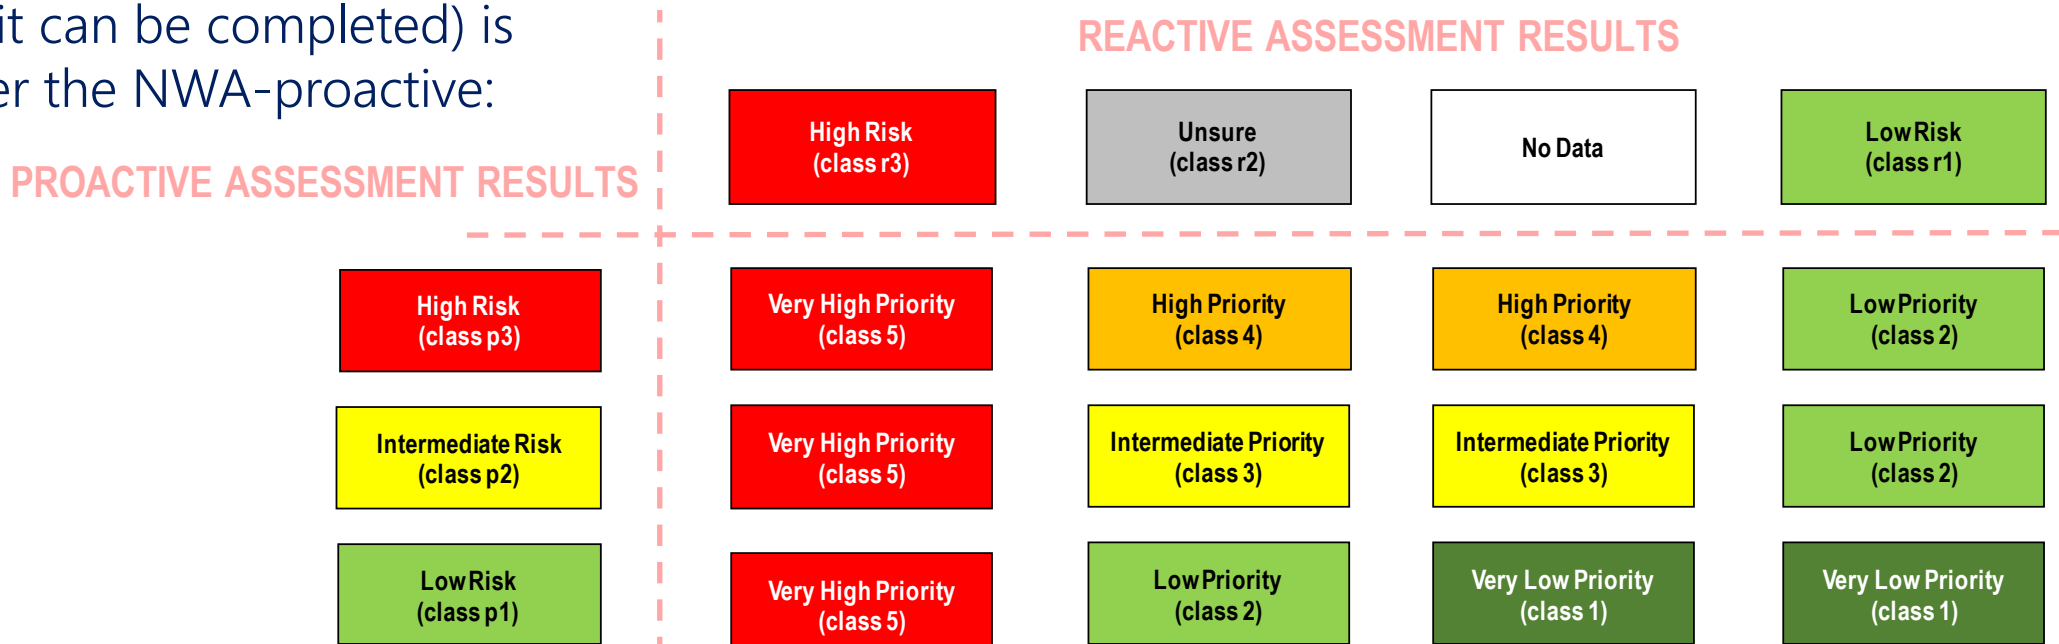 it can be completed) is
er the NWA-proactive:
REACTIVE ASSESSMENT RESULTS
PROACTIVE ASSESSMENT RESULTS
High Risk
(class r3)
Unsure
(class r2)
No Data
Low Risk
(class r1)
High Risk
(class p3)
Very High Priority
(class 5)
High Priority
(class 4)
High Priority
(class 4)
Low Priority
(class 2)
Intermediate Risk
(class p2)
Very High Priority
(class 5)
Intermediate Priority
(class 3)
Intermediate Priority
(class 3)
Low Priority
(class 2)
Low Risk
(class p1)
Very High Priority
(class 5)
Low Priority
(class 2)
Very Low Priority
(class 1)
Very Low Priority
(class 1)